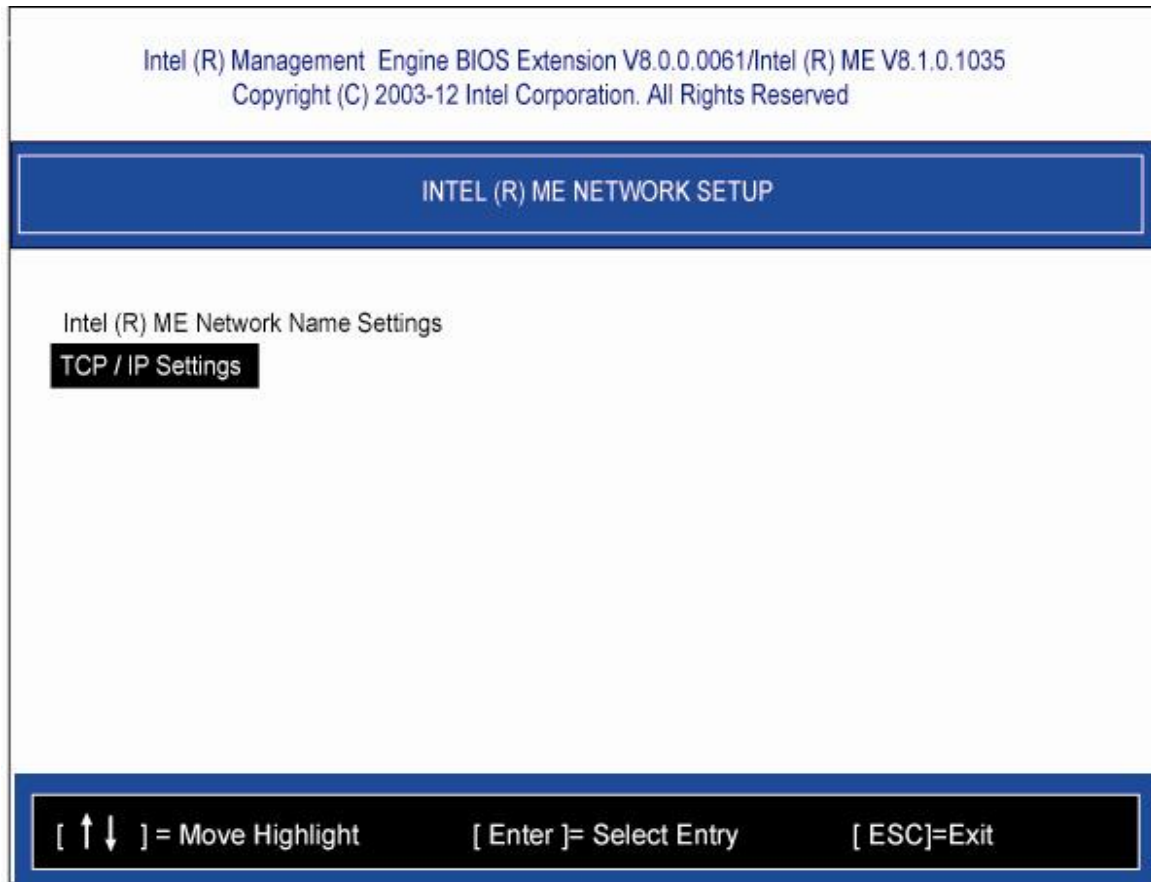 Intel (R) Management Engine BIOS Extension V8.0.0.0061/Intel (R) ME V8.1.0.1035
Copyright (C) 2003-12 Intel Corporation. All Rights Reserved
INTEL (R) ME NETWORK SETUP
Intel (R) ME Network Name Settings
TCP / IP Settings
[ ↑↓ ] = Move Highlight [ Enter ]= Select Entry [ ESC]=Exit